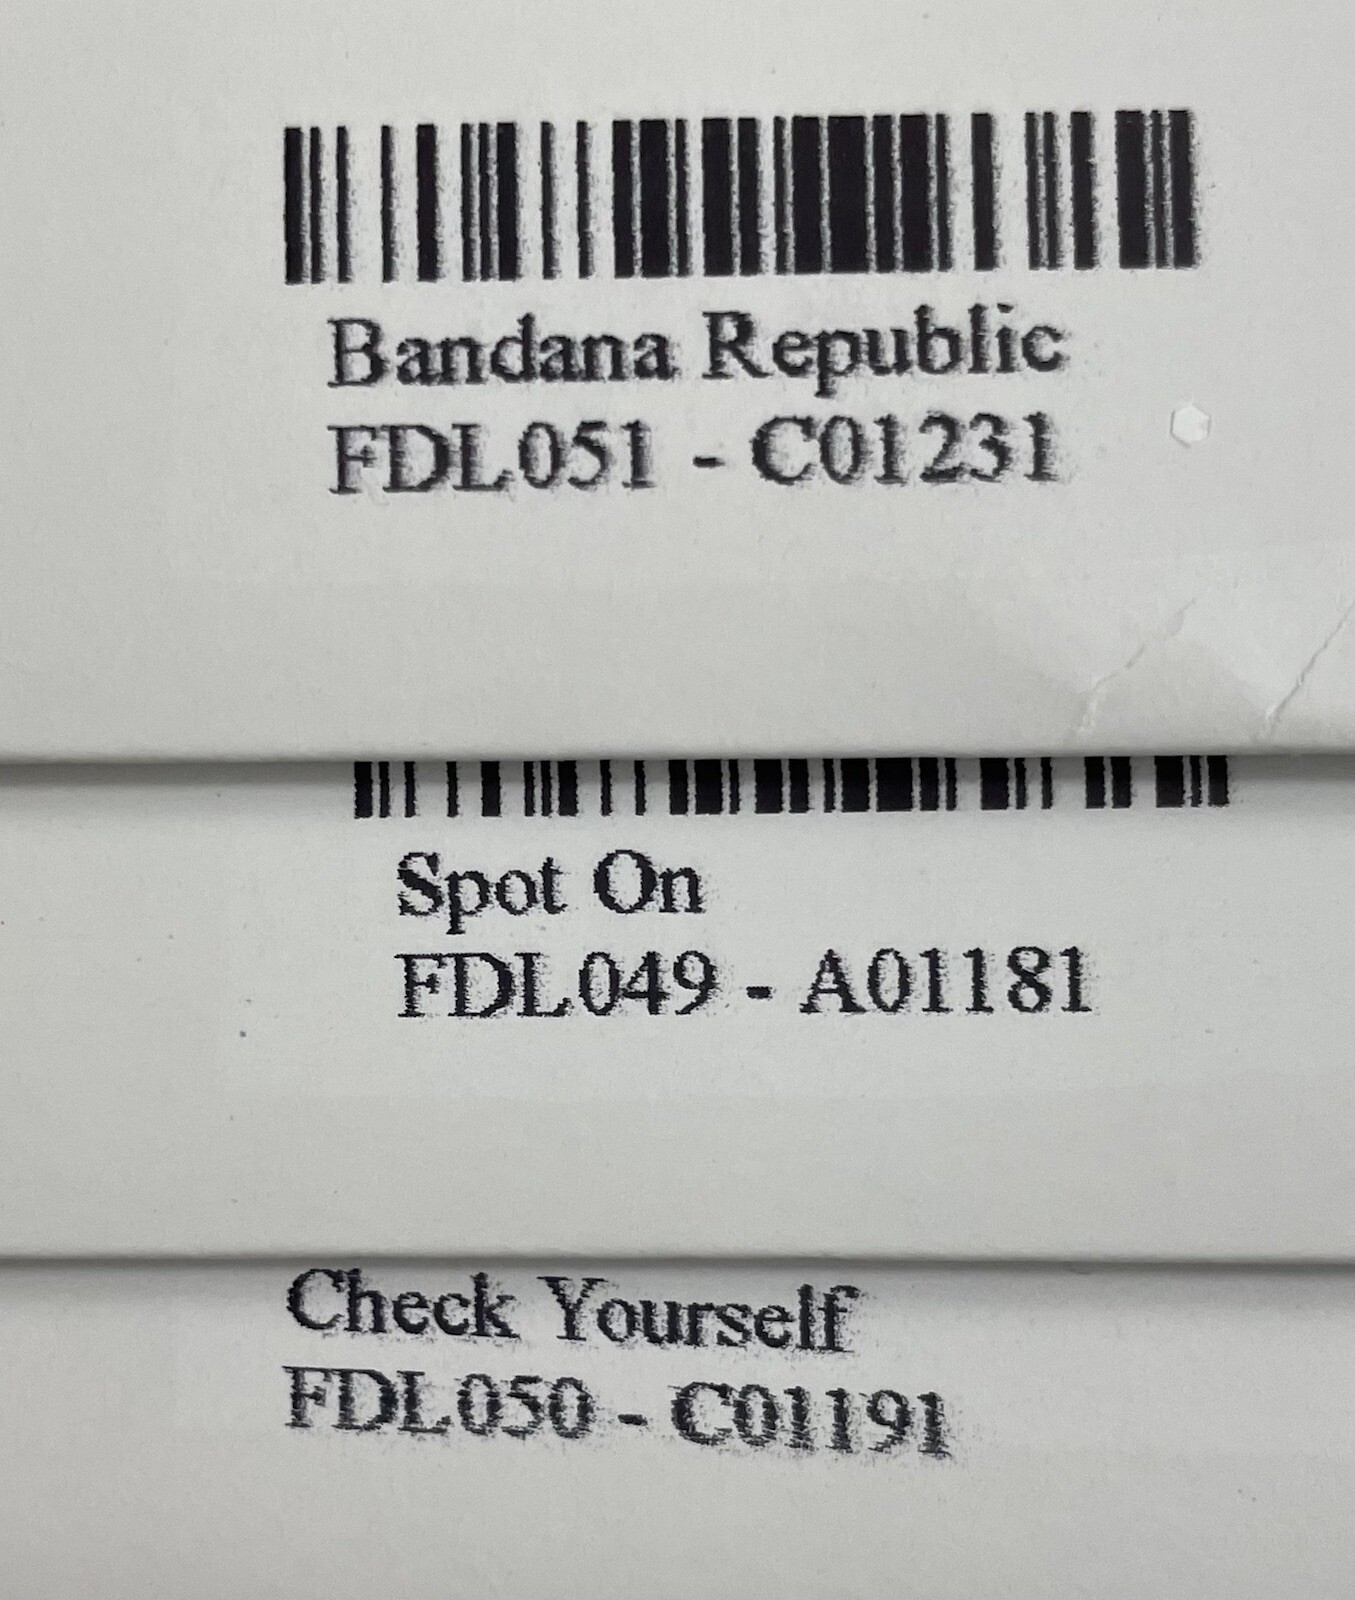 Bandana Republic
FDL051 - C01231
Spot On
FDL049 - A01181
Check Yourself
FDL050 - C01191